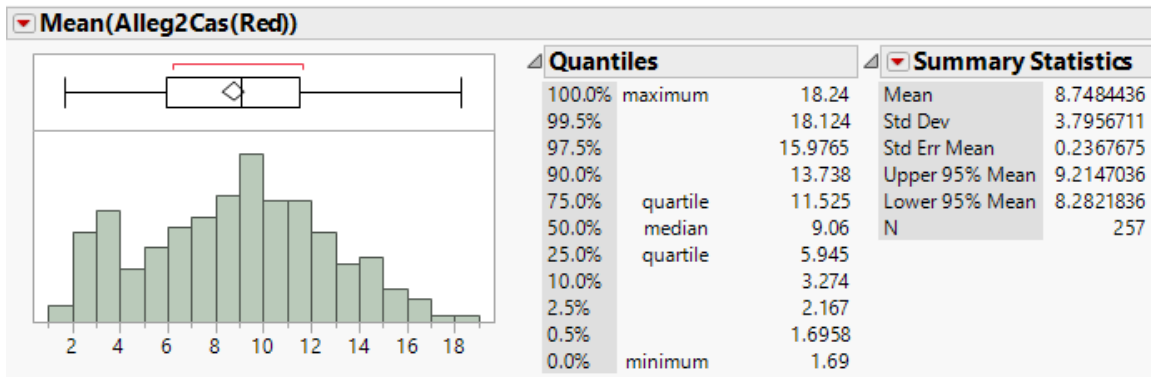 Mean(Alleg2Cas(Red))
2 4 6 8 10 12 14 16 18
Quantiles
100.0% maximum 18.24
99.5% 18.124
97.5% 15.9765
90.0% 13.738
75.0% quartile 11.525
50.0% median 9.06
25.0% quartile 5.945
10.0% 3.274
2.5% 2.167
0.5% 1.6958
0.0% minimum 1.69
Summary Statistics
Mean 8.7484436
Std Dev 3.7956711
Std Err Mean 0.2367675
Upper 95% Mean 9.2147036
Lower 95% Mean 8.2821836
N 257